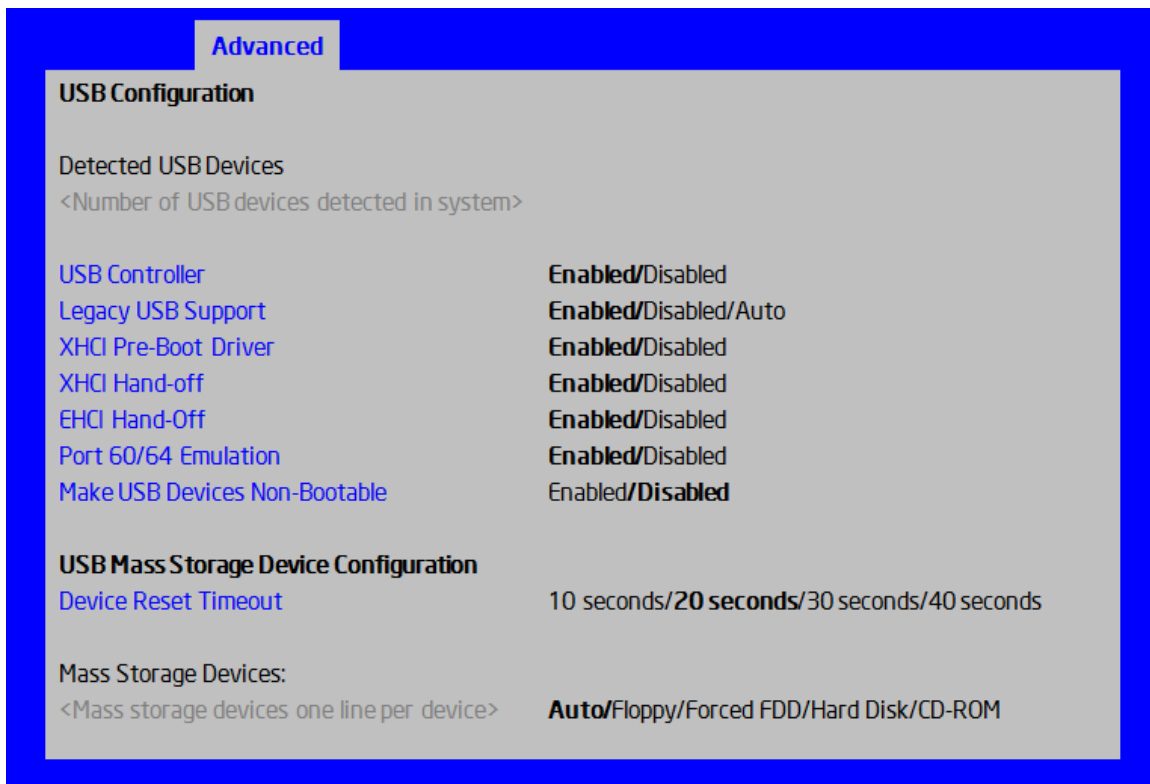 Advanced
USB Configuration
Detected USB Devices
<Number of USB devices detected in system>
USB Controller Enabled/Disabled
Legacy USB Support Enabled/Disabled/Auto
XHCI Pre-Boot Driver Enabled/Disabled
XHCI Hand-off Enabled/Disabled
EHCI Hand-Off Enabled/Disabled
Port 60/64 Emulation Enabled/Disabled
Make USB Devices Non-Bootable Enabled/Disabled
USB Mass Storage Device Configuration
Device Reset Timeout 10 seconds/20 seconds/30 seconds/40 seconds
Mass Storage Devices:
<Mass storage devices one line per device> Auto/Floppy/Forced FDD/Hard Disk/CD-ROM